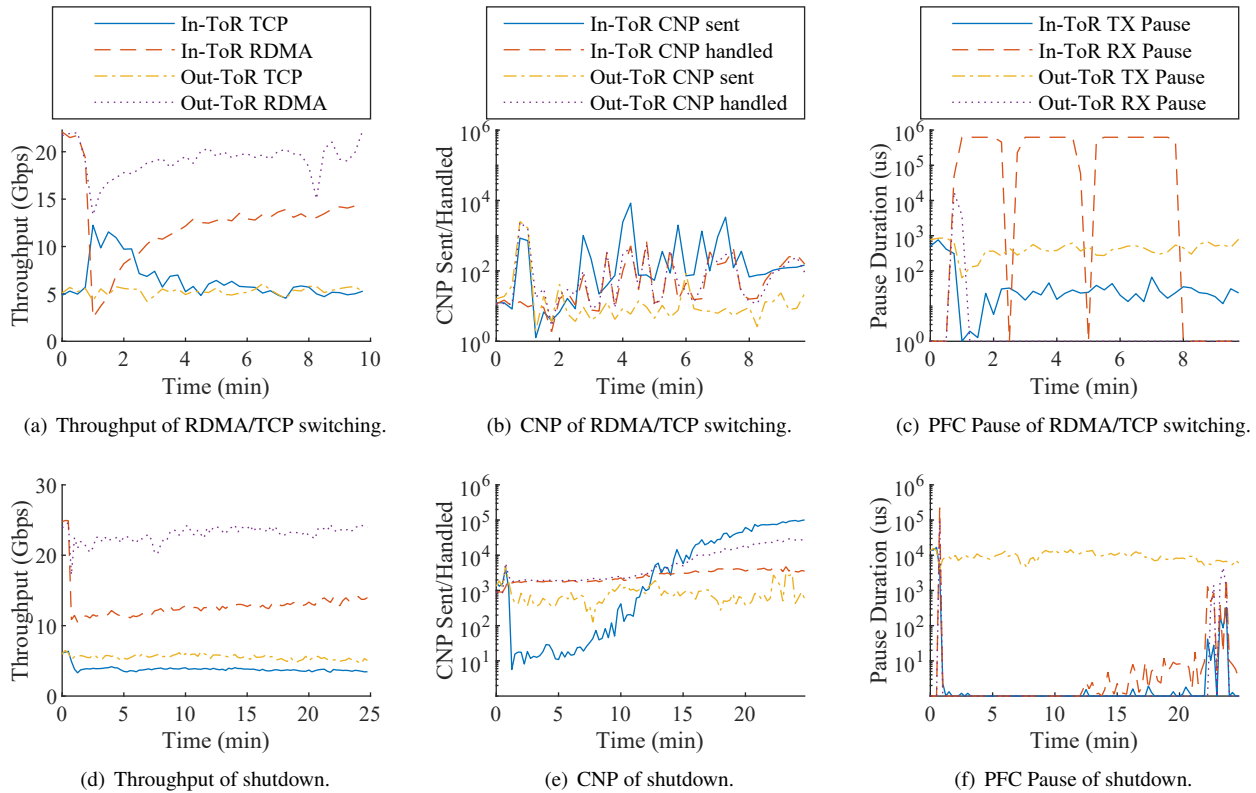 In-ToR TCP
In-ToR RDMA
Out-ToR TCP
Out-ToR RDMA
Throughput (Gbps)
20
15
10
5
0
0 2 4 6 8 10
Time (min)
(a) Throughput of RDMA/TCP switching.
In-ToR CNP sent
In-ToR CNP handled
Out-ToR CNP sent
Out-ToR CNP handled
CNP Sent/Handled
10^6
10^4
10^2
10^0
0 2 4 6 8
Time (min)
(b) CNP of RDMA/TCP switching.
In-ToR TX Pause
In-ToR RX Pause
Out-ToR TX Pause
Out-ToR RX Pause
Pause Duration (us)
10^6
10^5
10^4
10^3
10^2
10^1
10^0
0 2 4 6 8
Time (min)
(c) PFC Pause of RDMA/TCP switching.
Throughput (Gbps)
30
20
10
0
0 5 10 15 20 25
Time (min)
(d) Throughput of shutdown.
CNP Sent/Handled
10^6
10^5
10^4
10^3
10^2
10^1
0 5 10 15 20
Time (min)
(e) CNP of shutdown.
Pause Duration (us)
10^6
10^5
10^4
10^3
10^2
10^1
0 5 10 15 20
Time (min)
(f) PFC Pause of shutdown.